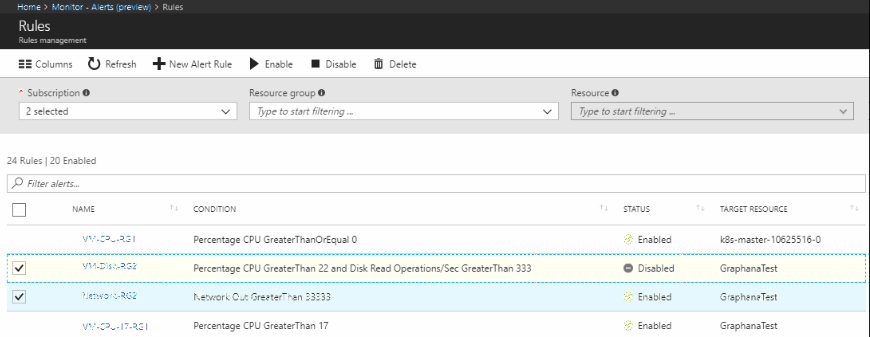 Home > Monitor - Alerts (preview) > Rules
Rules
Rules management
Columns Refresh New Alert Rule Enable Disable Delete
* Subscription Resource group Resource
2 selected Type to start filtering ... Type to start filtering ...
24 Rules | 20 Enabled
Filter alerts...
NAME CONDITION STATUS TARGET RESOURCE
VM-CPU-RG1 Percentage CPU GreaterThanOrEqual 0 Enabled k8s-master-10625516-0
VM-Disk-RG2 Percentage CPU GreaterThan 22 and Disk Read Operations/Sec GreaterThan 333 Disabled GraphanaTest
Network-RG2 Network Out GreaterThan 33333 Enabled GraphanaTest
VM-CPU-17-RG1 Percentage CPU GreaterThan 17 Enabled GraphanaTest